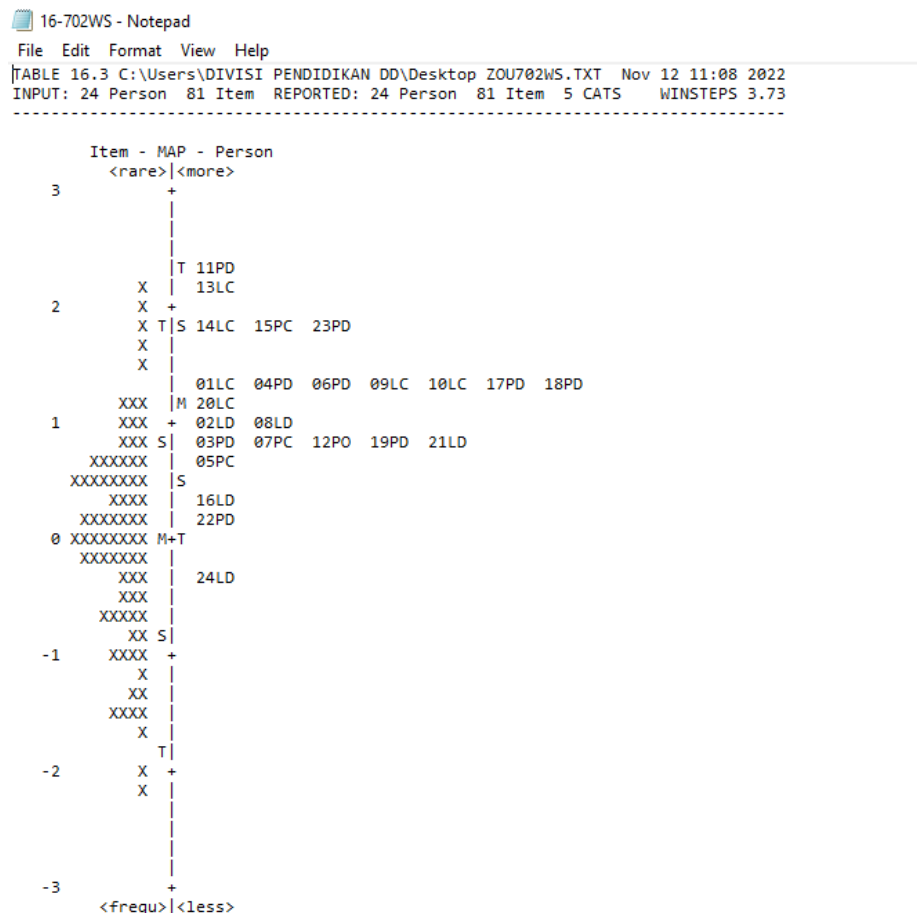 16-702WS - Notepad
File Edit Format View Help
TABLE 16.3 C:\Users\DIVISI PENDIDIKAN DD\Desktop ZOU702WS.TXT  Nov 12 11:08 2022
INPUT: 24 Person  81 Item  REPORTED: 24 Person  81 Item  5 CATS    WINSTEPS 3.73
--------------------------------------------------------------------------------
        Item - MAP - Person
          <rare>|<more>
    3           +
                |
                |
                |
                |T 11PD
             X  |  13LC
    2        X  +
             X T|S 14LC  15PC  23PD
             X  |
             X  |
                |  01LC  04PD  06PD  09LC  10LC  17PD  18PD
           XXX  |M 20LC
    1      XXX  +  02LD  08LD
           XXX S|  03PD  07PC  12PO  19PD  21LD
        XXXXXX  |  05PC
      XXXXXXXX  |S
          XXXX  |  16LD
       XXXXXXX  |  22PD
    0 XXXXXXXX M+T
       XXXXXXX  |
           XXX  |  24LD
           XXX  |
         XXXXX  |
            XX S|
   -1     XXXX  +
             X  |
            XX  |
          XXXX  |
             X  |
               T|
   -2        X  +
             X  |
                |
                |
                |
                |
   -3           +
         <frequ>|<less>